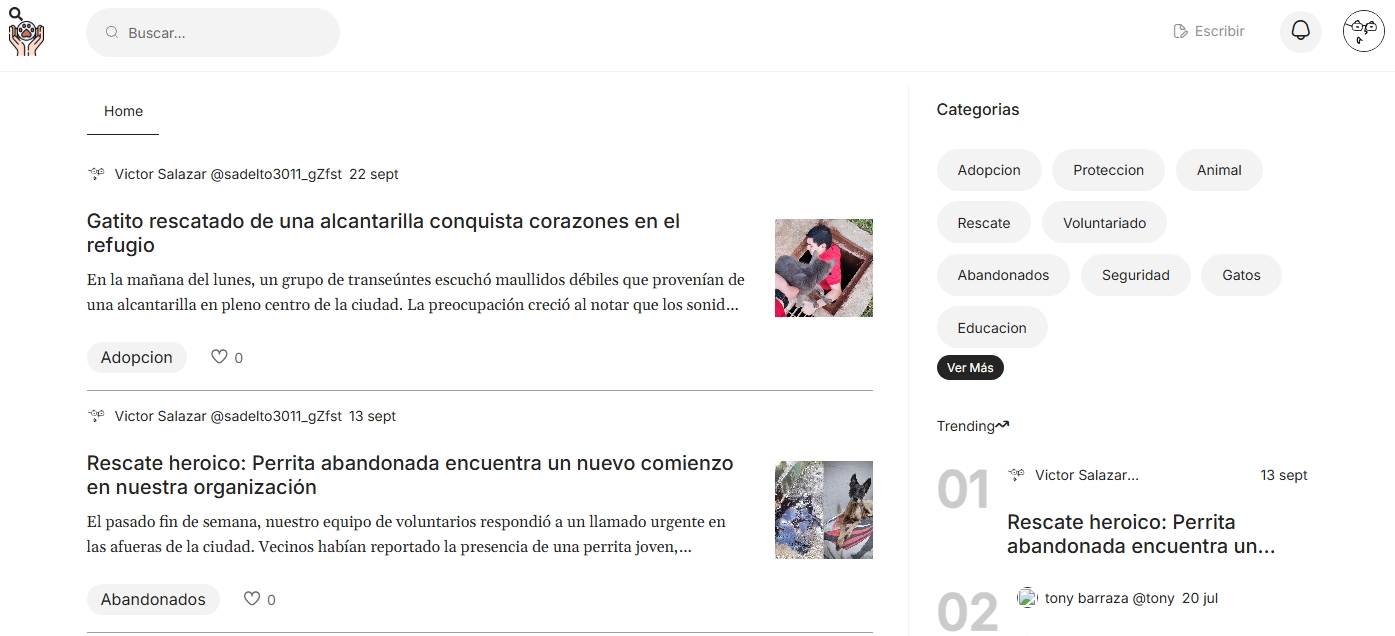 Buscar...
Escribir
Home
Victor Salazar @sadelto3011_gZfst 22 sept
Gatito rescatado de una alcantarilla conquista corazones en el
refugio
En la mañana del lunes, un grupo de transeúntes escuchó maullidos débiles que provenían de
una alcantarilla en pleno centro de la ciudad. La preocupación creció al notar que los sonid...
Adopcion
0
Victor Salazar @sadelto3011_gZfst 13 sept
Rescate heroico: Perrita abandonada encuentra un nuevo comienzo
en nuestra organización
El pasado fin de semana, nuestro equipo de voluntarios respondió a un llamado urgente en
las afueras de la ciudad. Vecinos habían reportado la presencia de una perrita joven,...
Abandonados
0
Categorias
Adopcion
Proteccion
Animal
Rescate
Voluntariado
Abandonados
Seguridad
Gatos
Educacion
Ver Más
Trending
01
Victor Salazar...
13 sept
Rescate heroico: Perrita
abandonada encuentra un...
02
tony barraza @tony 20 jul